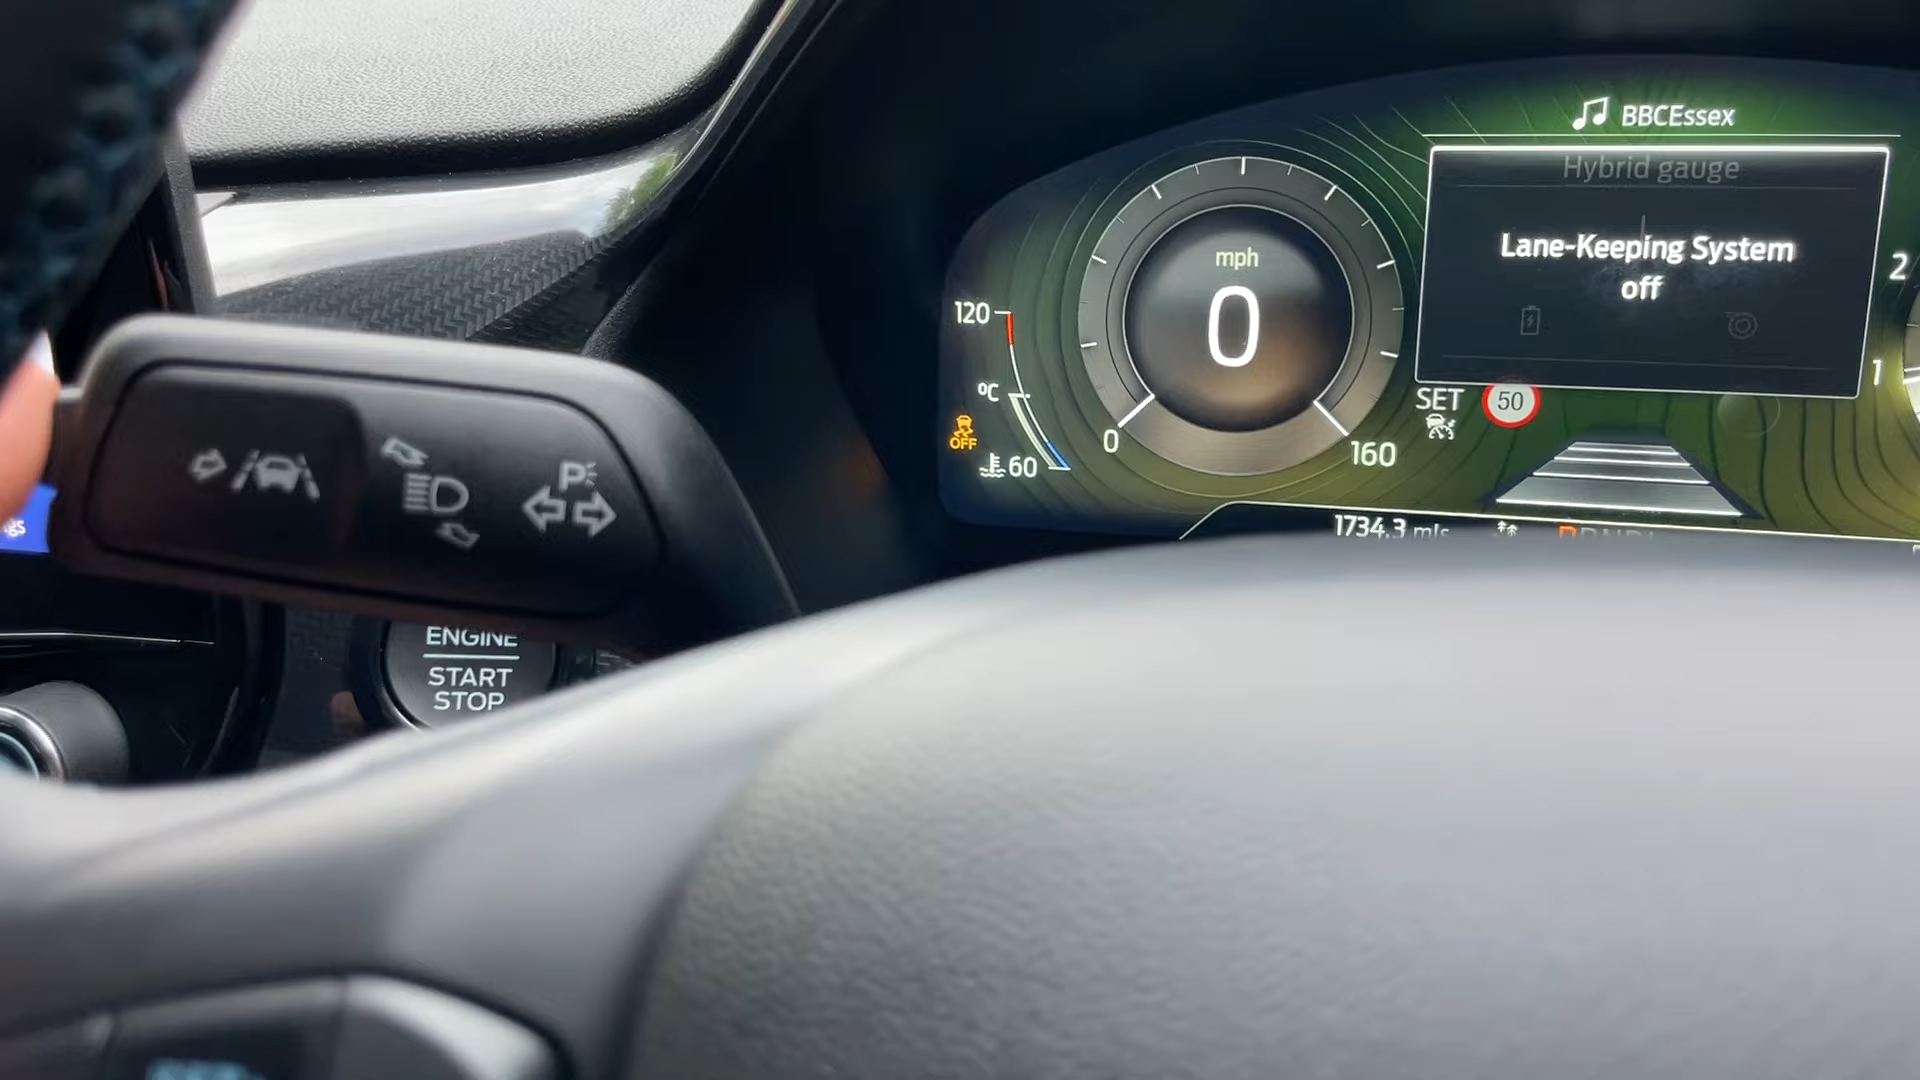 BBCEssex
Hybrid gauge
Lane-Keeping System
off
mph
0
120
°C
60
0
160
OFF
SET
50
2
1
1734.3 mls
P
ENGINE
START
STOP